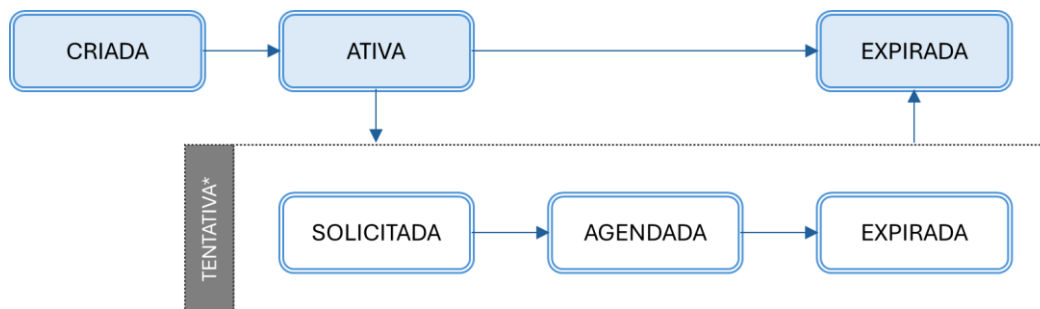 CRIADA
ATIVA
EXPIRADA
TENTATIVA*
SOLICITADA
AGENDADA
EXPIRADA